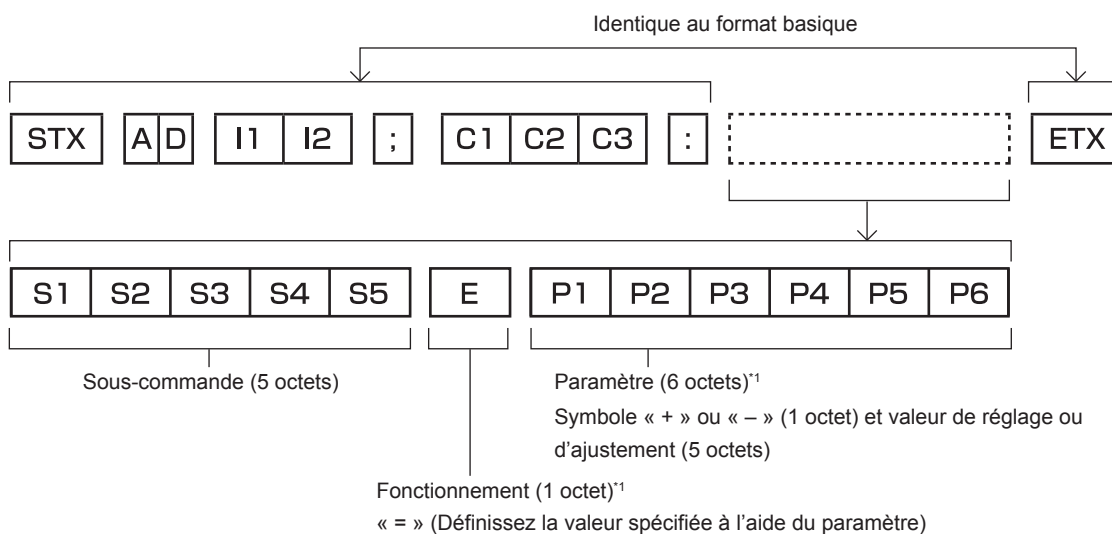 Identique au format basique
STX A D I1 I2 ; C1 C2 C3 : ETX
S1 S2 S3 S4 S5 E P1 P2 P3 P4 P5 P6
Sous-commande (5 octets)
Paramètre (6 octets)*1
Symbole « + » ou « – » (1 octet) et valeur de réglage ou
d’ajustement (5 octets)
Fonctionnement (1 octet)*1
« = » (Définissez la valeur spécifiée à l’aide du paramètre)